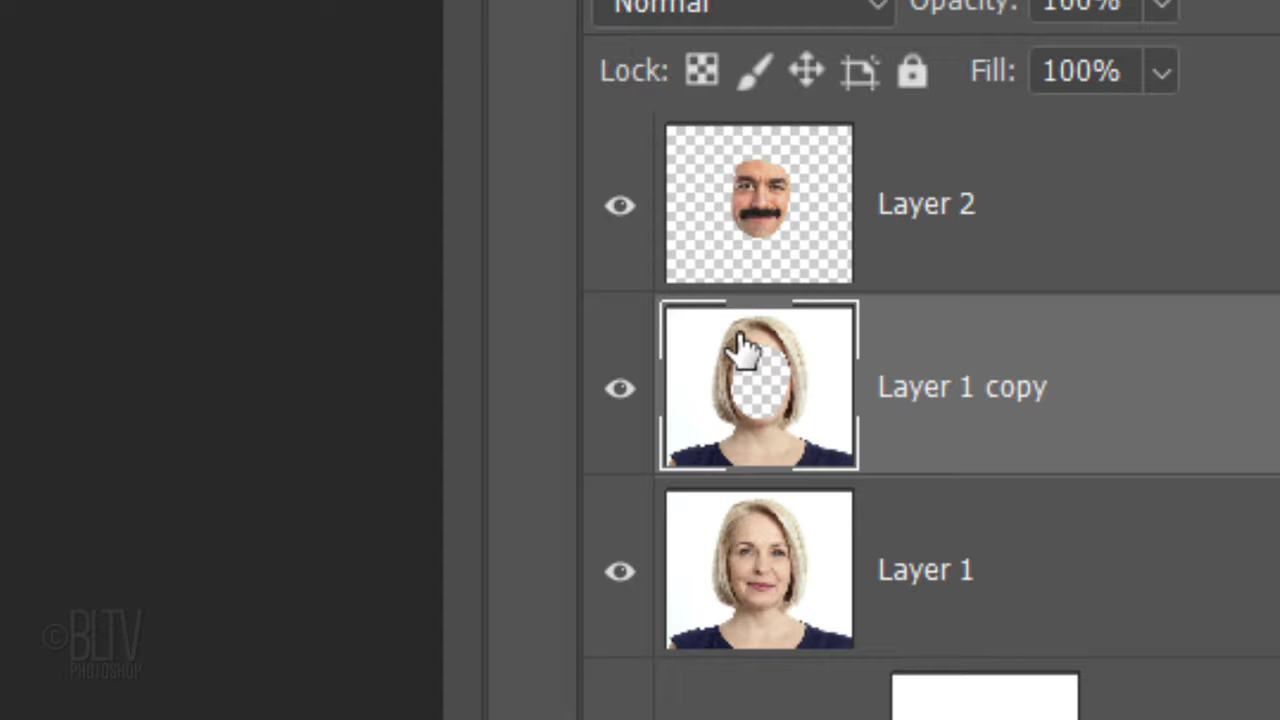 Normal Opacity: 100%
Lock: Fill: 100%
Layer 2
Layer 1 copy
Layer 1
©BLTV
PHOTOSHOP